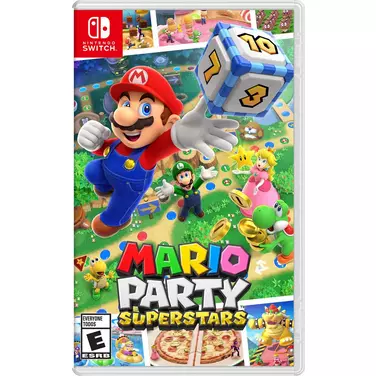 NINTENDO
SWITCH
10
7
3
MARIO
PARTY
SUPERSTARS
EVERYONE
TODOS
E
ESRB